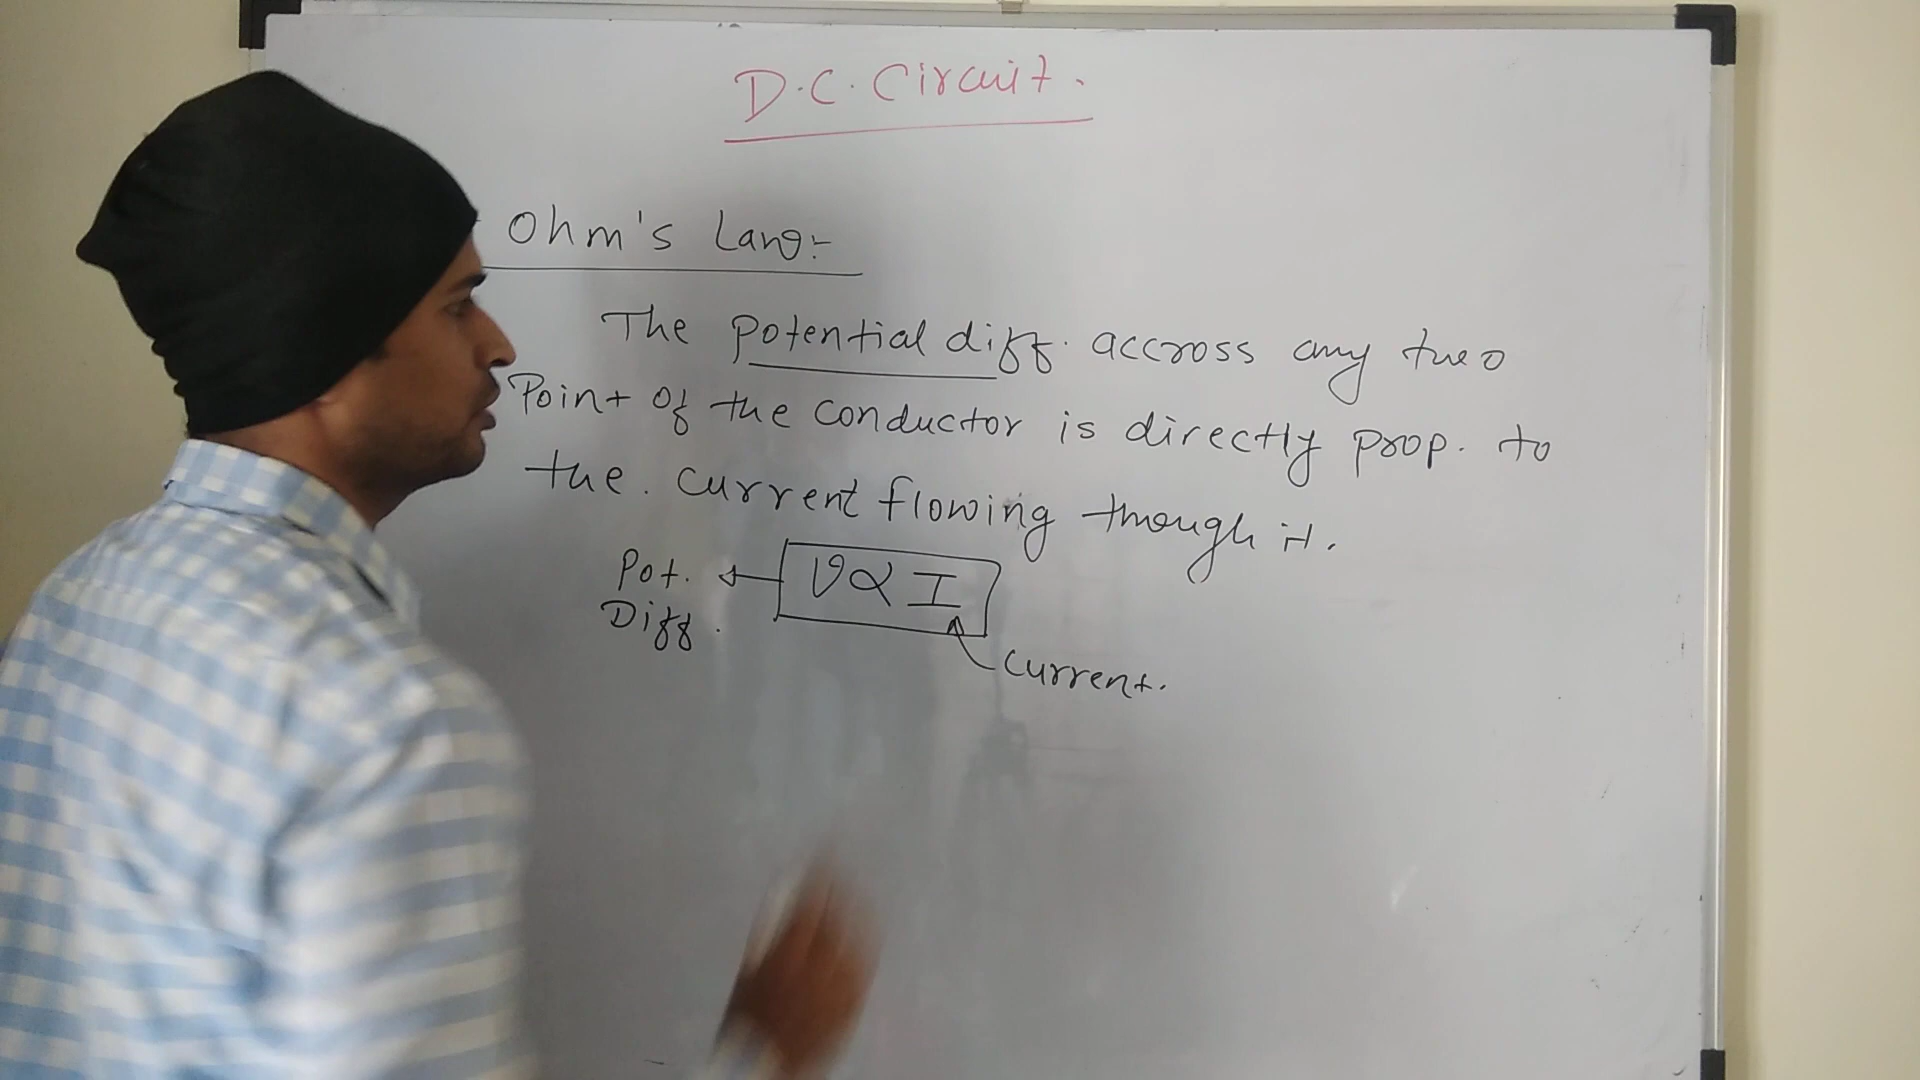 D.C. Circuit.
Ohm's Law:-
The potential diff. accross any two
Point of the conductor is directly prop. to
the. current flowing through it.
Pot. V ∝ I
Diff.
Current.